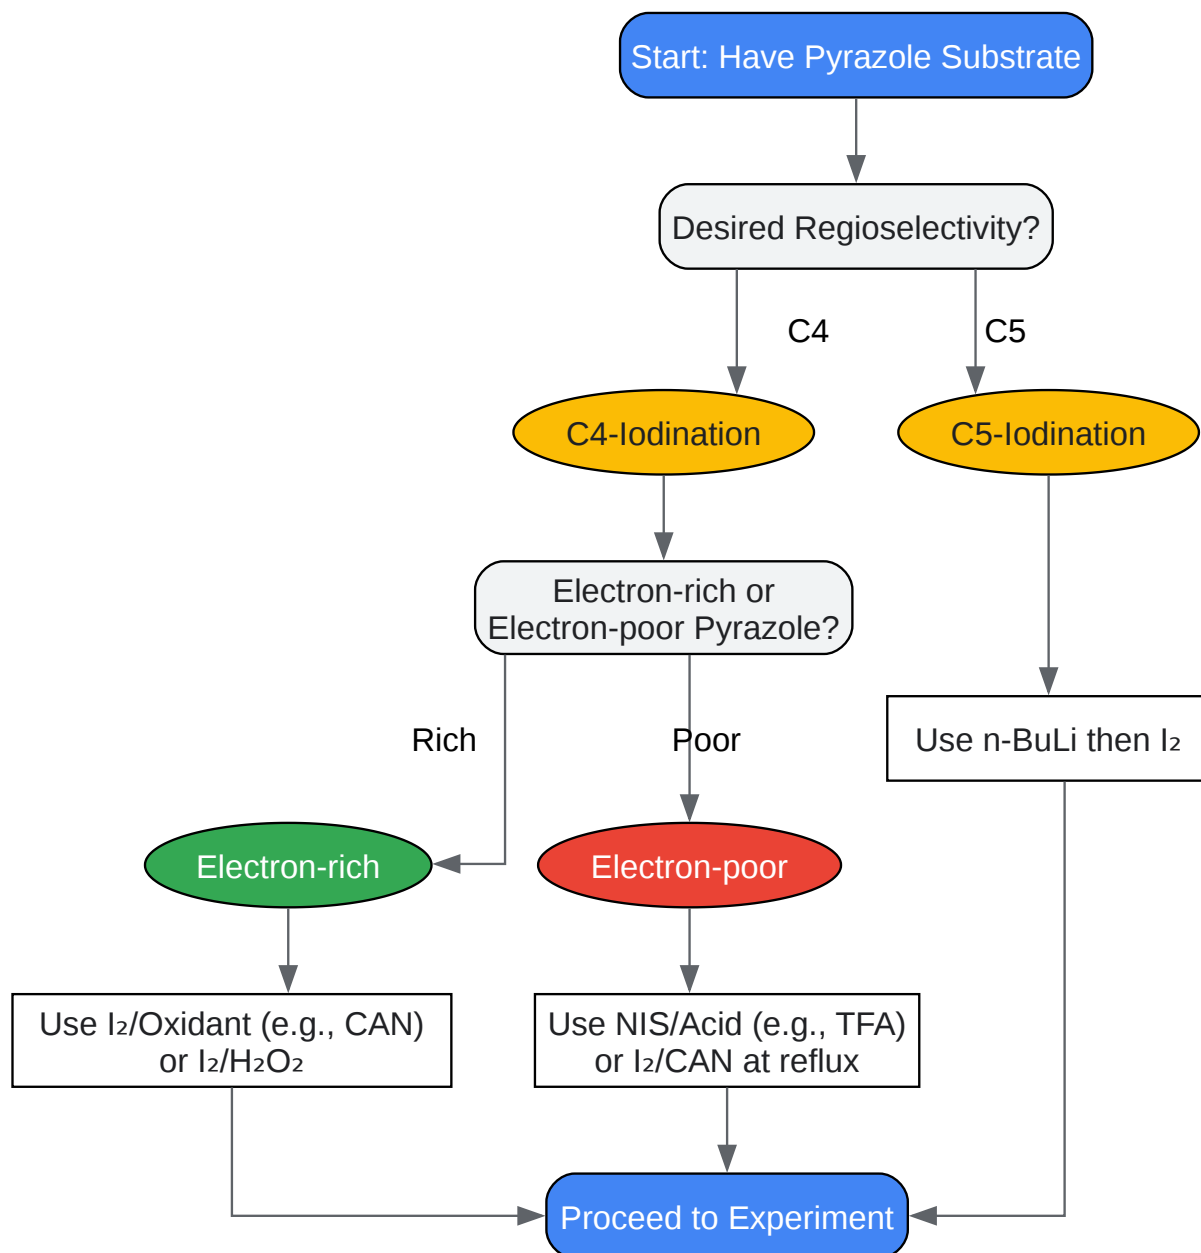 Start: Have Pyrazole Substrate
Desired Regioselectivity?
C4
C5
C4-Iodination
C5-Iodination
Electron-rich or
Electron-poor Pyrazole?
Rich
Poor
Use n-BuLi then I₂
Electron-rich
Electron-poor
Use I₂/Oxidant (e.g., CAN)
or I₂/H₂O₂
Use NIS/Acid (e.g., TFA)
or I₂/CAN at reflux
Proceed to Experiment